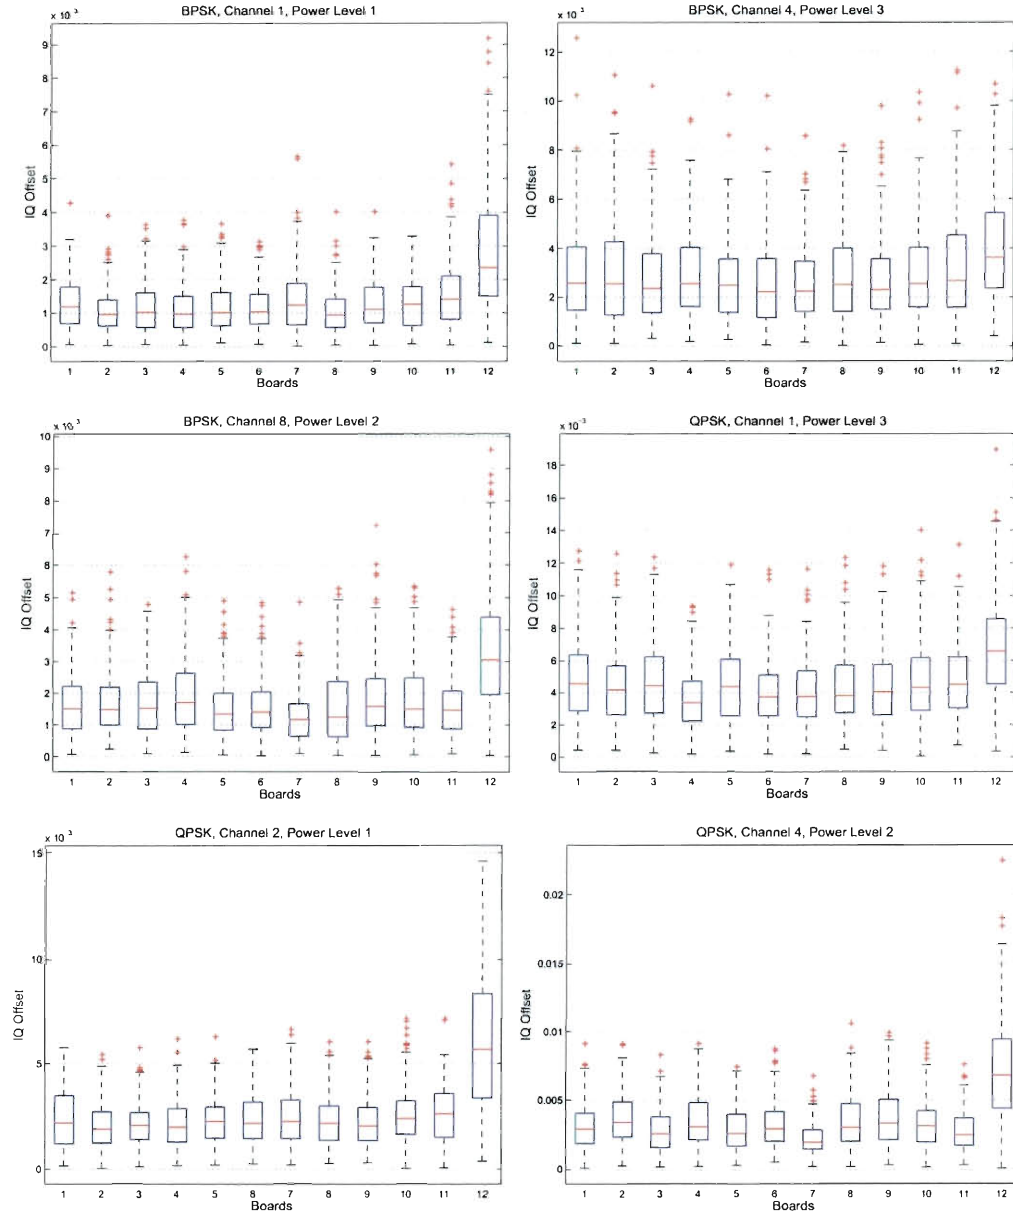 BPSK, Channel 1, Power Level 1
x 10 3
9
8
7
6
5
4
3
2
1
0
IQ Offset
1 2 3 4 5 6 7 8 9 10 11 12
Boards
BPSK, Channel 4, Power Level 3
x 10 3
12
10
8
6
4
2
0
IQ Offset
1 2 3 4 5 6 7 8 9 10 11 12
Boards
BPSK, Channel 8, Power Level 2
x 10 3
10
9
8
7
6
5
4
3
2
1
0
IQ Offset
1 2 3 4 5 6 7 8 9 10 11 12
Boards
QPSK, Channel 1, Power Level 3
x 10 -3
18
16
14
12
10
8
6
4
2
0
IQ Offset
1 2 3 4 5 6 7 8 9 10 11 12
Boards
QPSK, Channel 2, Power Level 1
x 10 3
15
10
5
0
IQ Offset
1 2 3 4 5 8 7 8 9 10 11 12
Boards
QPSK, Channel 4, Power Level 2
0.02
0.015
0.01
0.005
0
IQ Offset
1 2 3 4 5 6 7 8 9 10 11 12
Boards